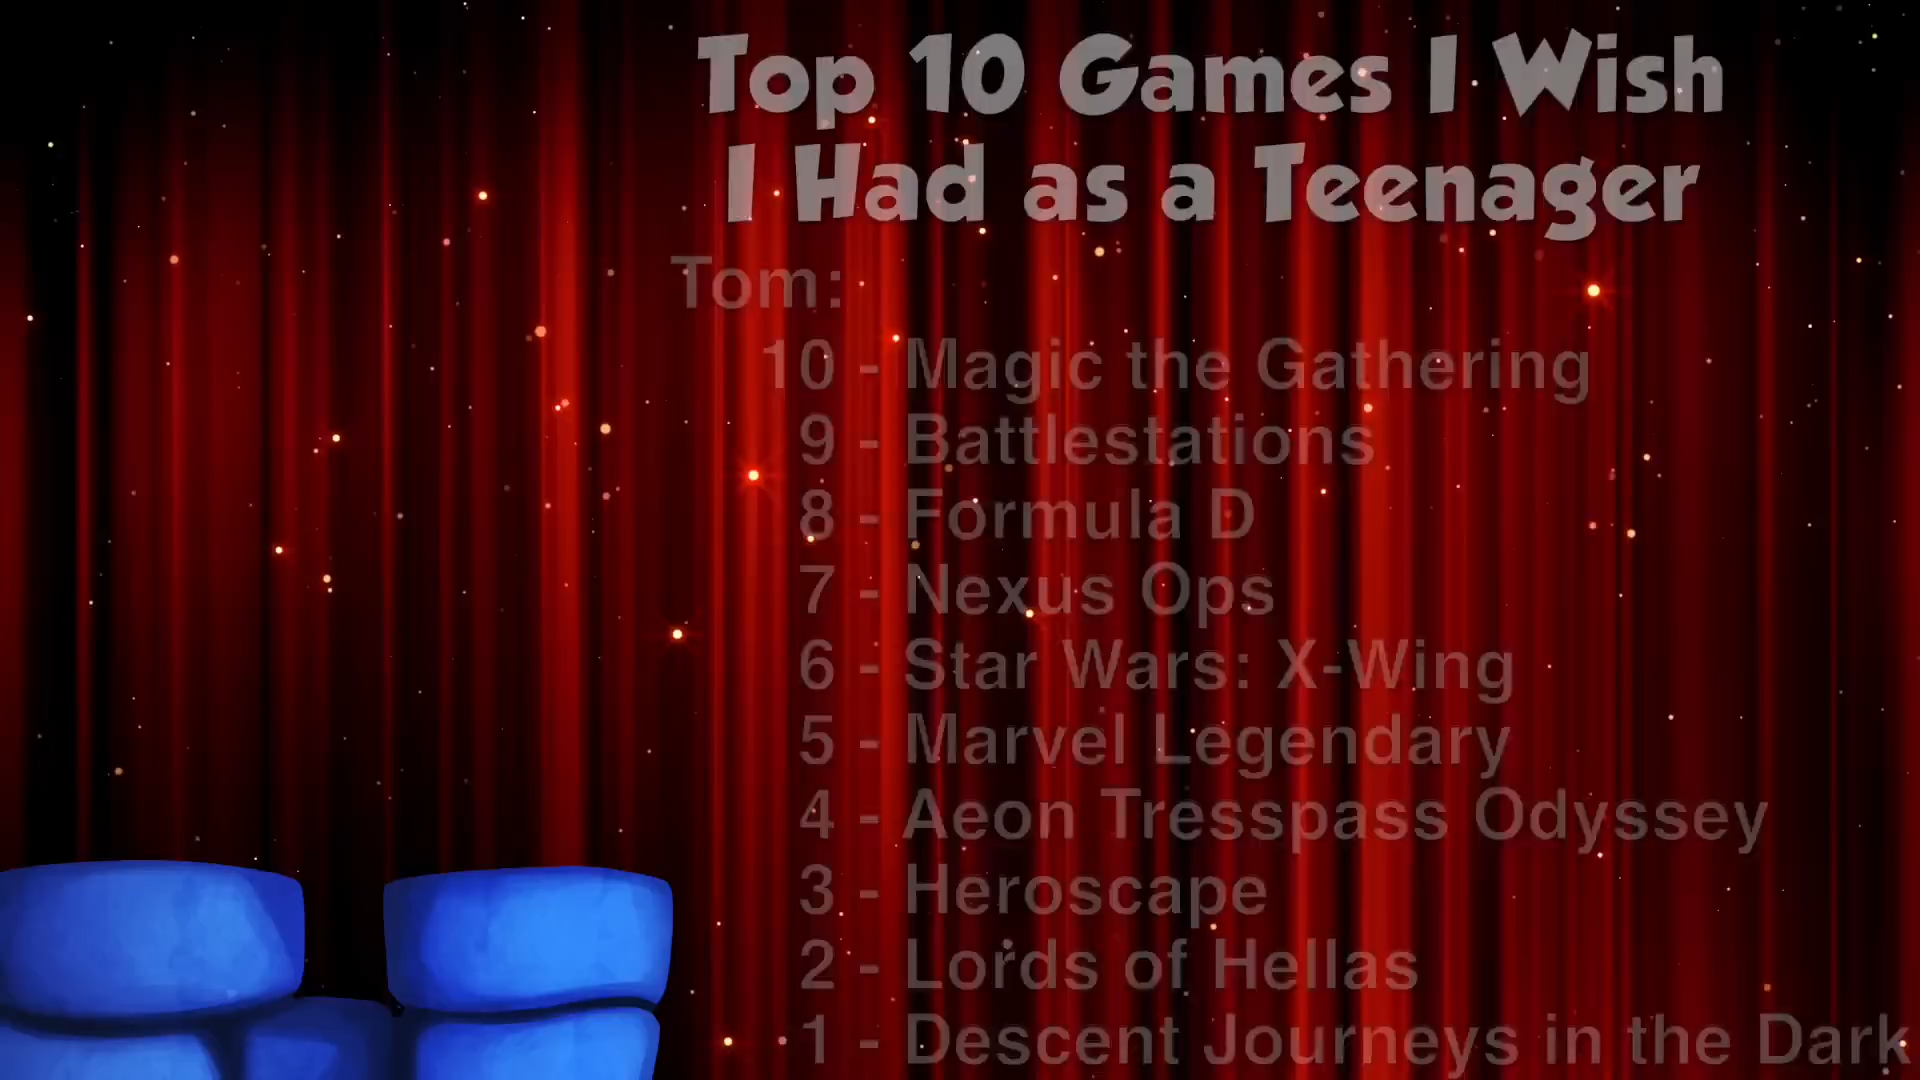 Top 10 Games I Wish
I Had as a Teenager
Tom:
10 - Magic the Gathering
9 - Battlestations
8 - Formula D
7 - Nexus Ops
6 - Star Wars: X-Wing
5 - Marvel Legendary
4 - Aeon Tresspass Odyssey
3 - Heroscape
2 - Lords of Hellas
1 - Descent Journeys in the Dark